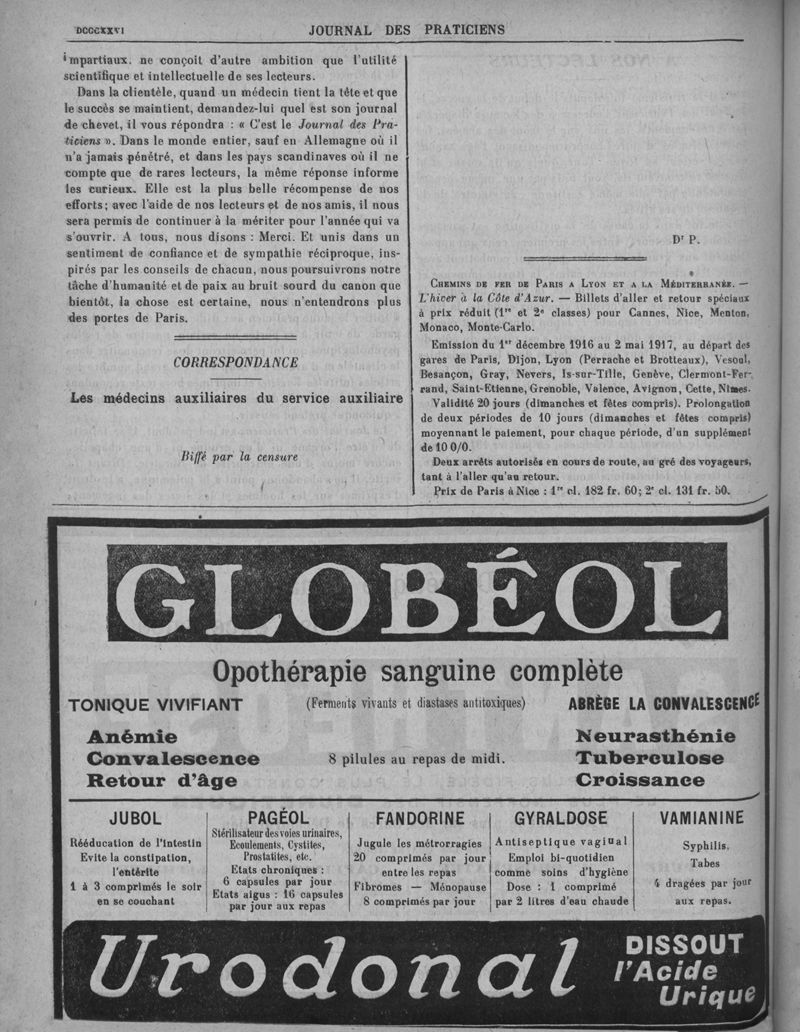 DCCCXXVI
JOURNAL DES PRATICIENS
impartiaux. ne conçoit d'autre ambition que l'utilité
scientifique et intellectuelle de ses lecteurs.
Dans la clientèle, quand un médecin tient la tête et que
le succès se maintient, demandez-lui quel est son journal
de chevet, il vous répondra : « C'est le Journal des Pra-
ticiens ». Dans le monde entier, sauf en Allemagne où il
n'a jamais pénétré, et dans les pays scandinaves où il ne
compte que de rares lecteurs, la même réponse informe
les curieux. Elle est la plus belle récompense de nos
efforts; avec l'aide de nos lecteurs et de nos amis, il nous
sera permis de continuer à la mériter pour l'année qui va
s'ouvrir. A tous, nous disons : Merci. Et unis dans un
sentiment de confiance et de sympathie réciproque, ins-
pirés par les conseils de chacun, nous poursuivrons notre
tâche d'humanité et de paix au bruit sourd du canon que
bientôt, la chose est certaine, nous n'entendrons plus
des portes de Paris.
CORRESPONDANCE
Les médecins auxiliaires du service auxiliaire
Biffé par la censure
Dr P.
CHEMINS DE FER DE PARIS A LYON ET A LA MÉDITERRANÉE. —
L'hiver à la Côte d'Azur. — Billets d'aller et retour spéciaux
à prix réduit (1re et 2e classes) pour Cannes, Nice, Menton,
Monaco, Monte-Carlo.
Emission du 1er décembre 1916 au 2 mai 1917, au départ des
gares de Paris, Dijon, Lyon (Perrache et Brotteaux), Vesoul,
Besançon, Gray, Nevers, Is-sur-Tille, Genève, Clermont-Fer-
rand, Saint-Etienne, Grenoble, Valence, Avignon, Cette, Nîmes.
Validité 20 jours (dimanches et fêtes compris). Prolongation
de deux périodes de 10 jours (dimanches et fêtes compris)
moyennant le paiement, pour chaque période, d'un supplément
de 10 0/0.
Deux arrêts autorisés en cours de route, au gré des voyageurs,
tant à l'aller qu'au retour.
Prix de Paris à Nice : 1re cl. 182 fr. 60; 2e cl. 131 fr. 50.
GLOBÉOL
Opothérapie sanguine complète
TONIQUE VIVIFIANT
(Ferments vivants et diastases antitoxiques)
ABRÈGE LA CONVALESCENCE
Anémie
Convalescence
Retour d'âge
8 pilules au repas de midi.
Neurasthénie
Tuberculose
Croissance
JUBOL
Rééducation de l'intestin
Evite la constipation,
l'entérite
1 à 3 comprimés le soir
en se couchant
PAGÉOL
Stérilisateur des voies urinaires,
Ecoulements, Cystites,
Prostatites, etc.
Etats chroniques :
6 capsules par jour
Etats aigus : 16 capsules
par jour aux repas
FANDORINE
Jugule les métrorragies
20 comprimés par jour
entre les repas
Fibrômes — Ménopause
8 comprimés par jour
GYRALDOSE
Antiseptique vaginal
Emploi bi-quotidien
comme soins d'hygiène
Dose : 1 comprimé
par 2 litres d'eau chaude
VAMIANINE
Syphilis,
Tabes
4 dragées par jour
aux repas.
Urodonal
DISSOUT
l'Acide
Urique